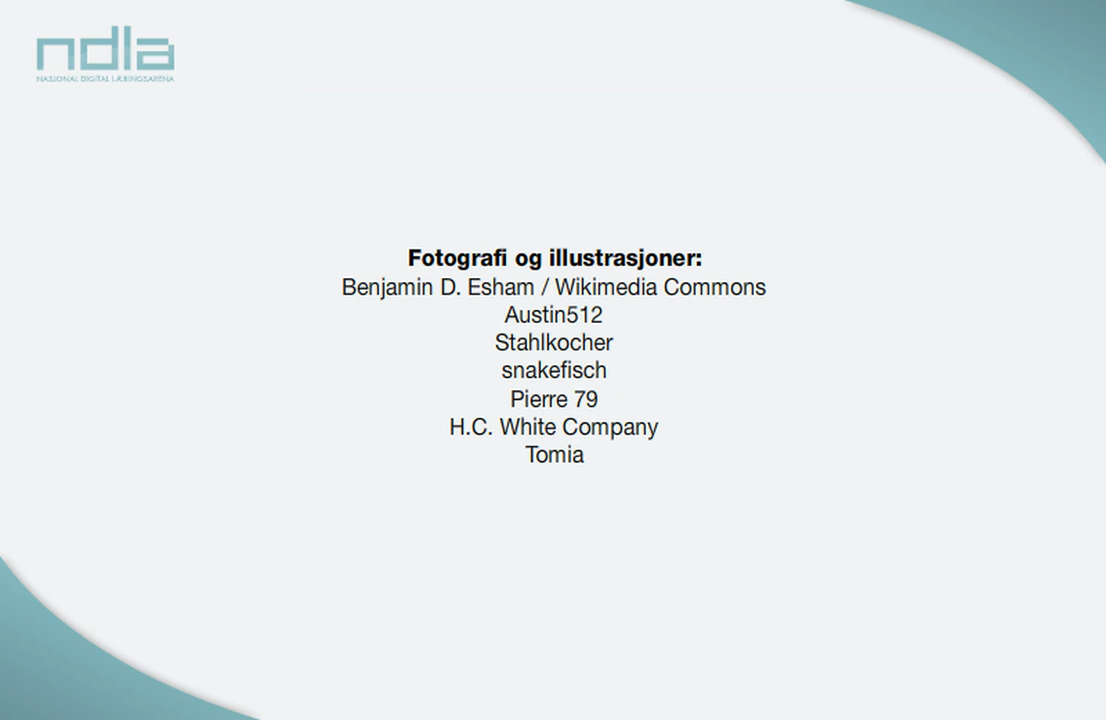 ndla
NASJONAL DIGITAL LÆRINGSARENA
Fotografi og illustrasjoner:
Benjamin D. Esham / Wikimedia Commons
Austin512
Stahlkocher
snakefisch
Pierre 79
H.C. White Company
Tomia